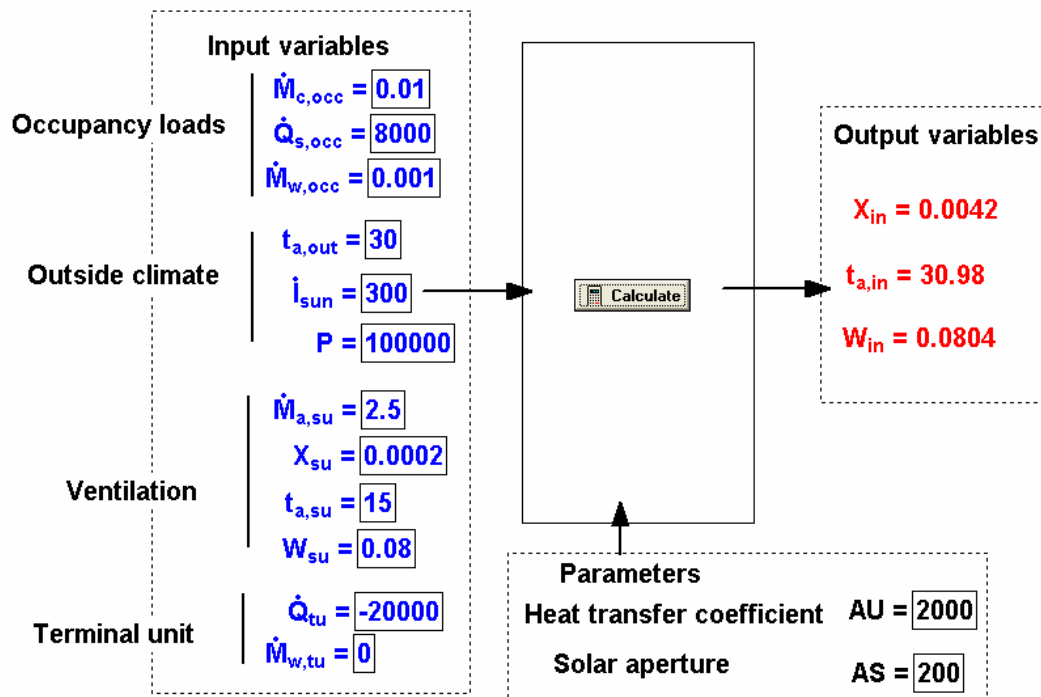 Input variables
Occupancy loads
Ṁc,occ = 0.01
Q̇s,occ = 8000
Ṁw,occ = 0.001
Outside climate
ta,out = 30
İsun = 300
P = 100000
Ventilation
Ṁa,su = 2.5
Xsu = 0.0002
ta,su = 15
Wsu = 0.08
Terminal unit
Q̇tu = -20000
Ṁw,tu = 0
Calculate
Parameters
Heat transfer coefficient AU = 2000
Solar aperture AS = 200
Output variables
Xin = 0.0042
ta,in = 30.98
Win = 0.0804